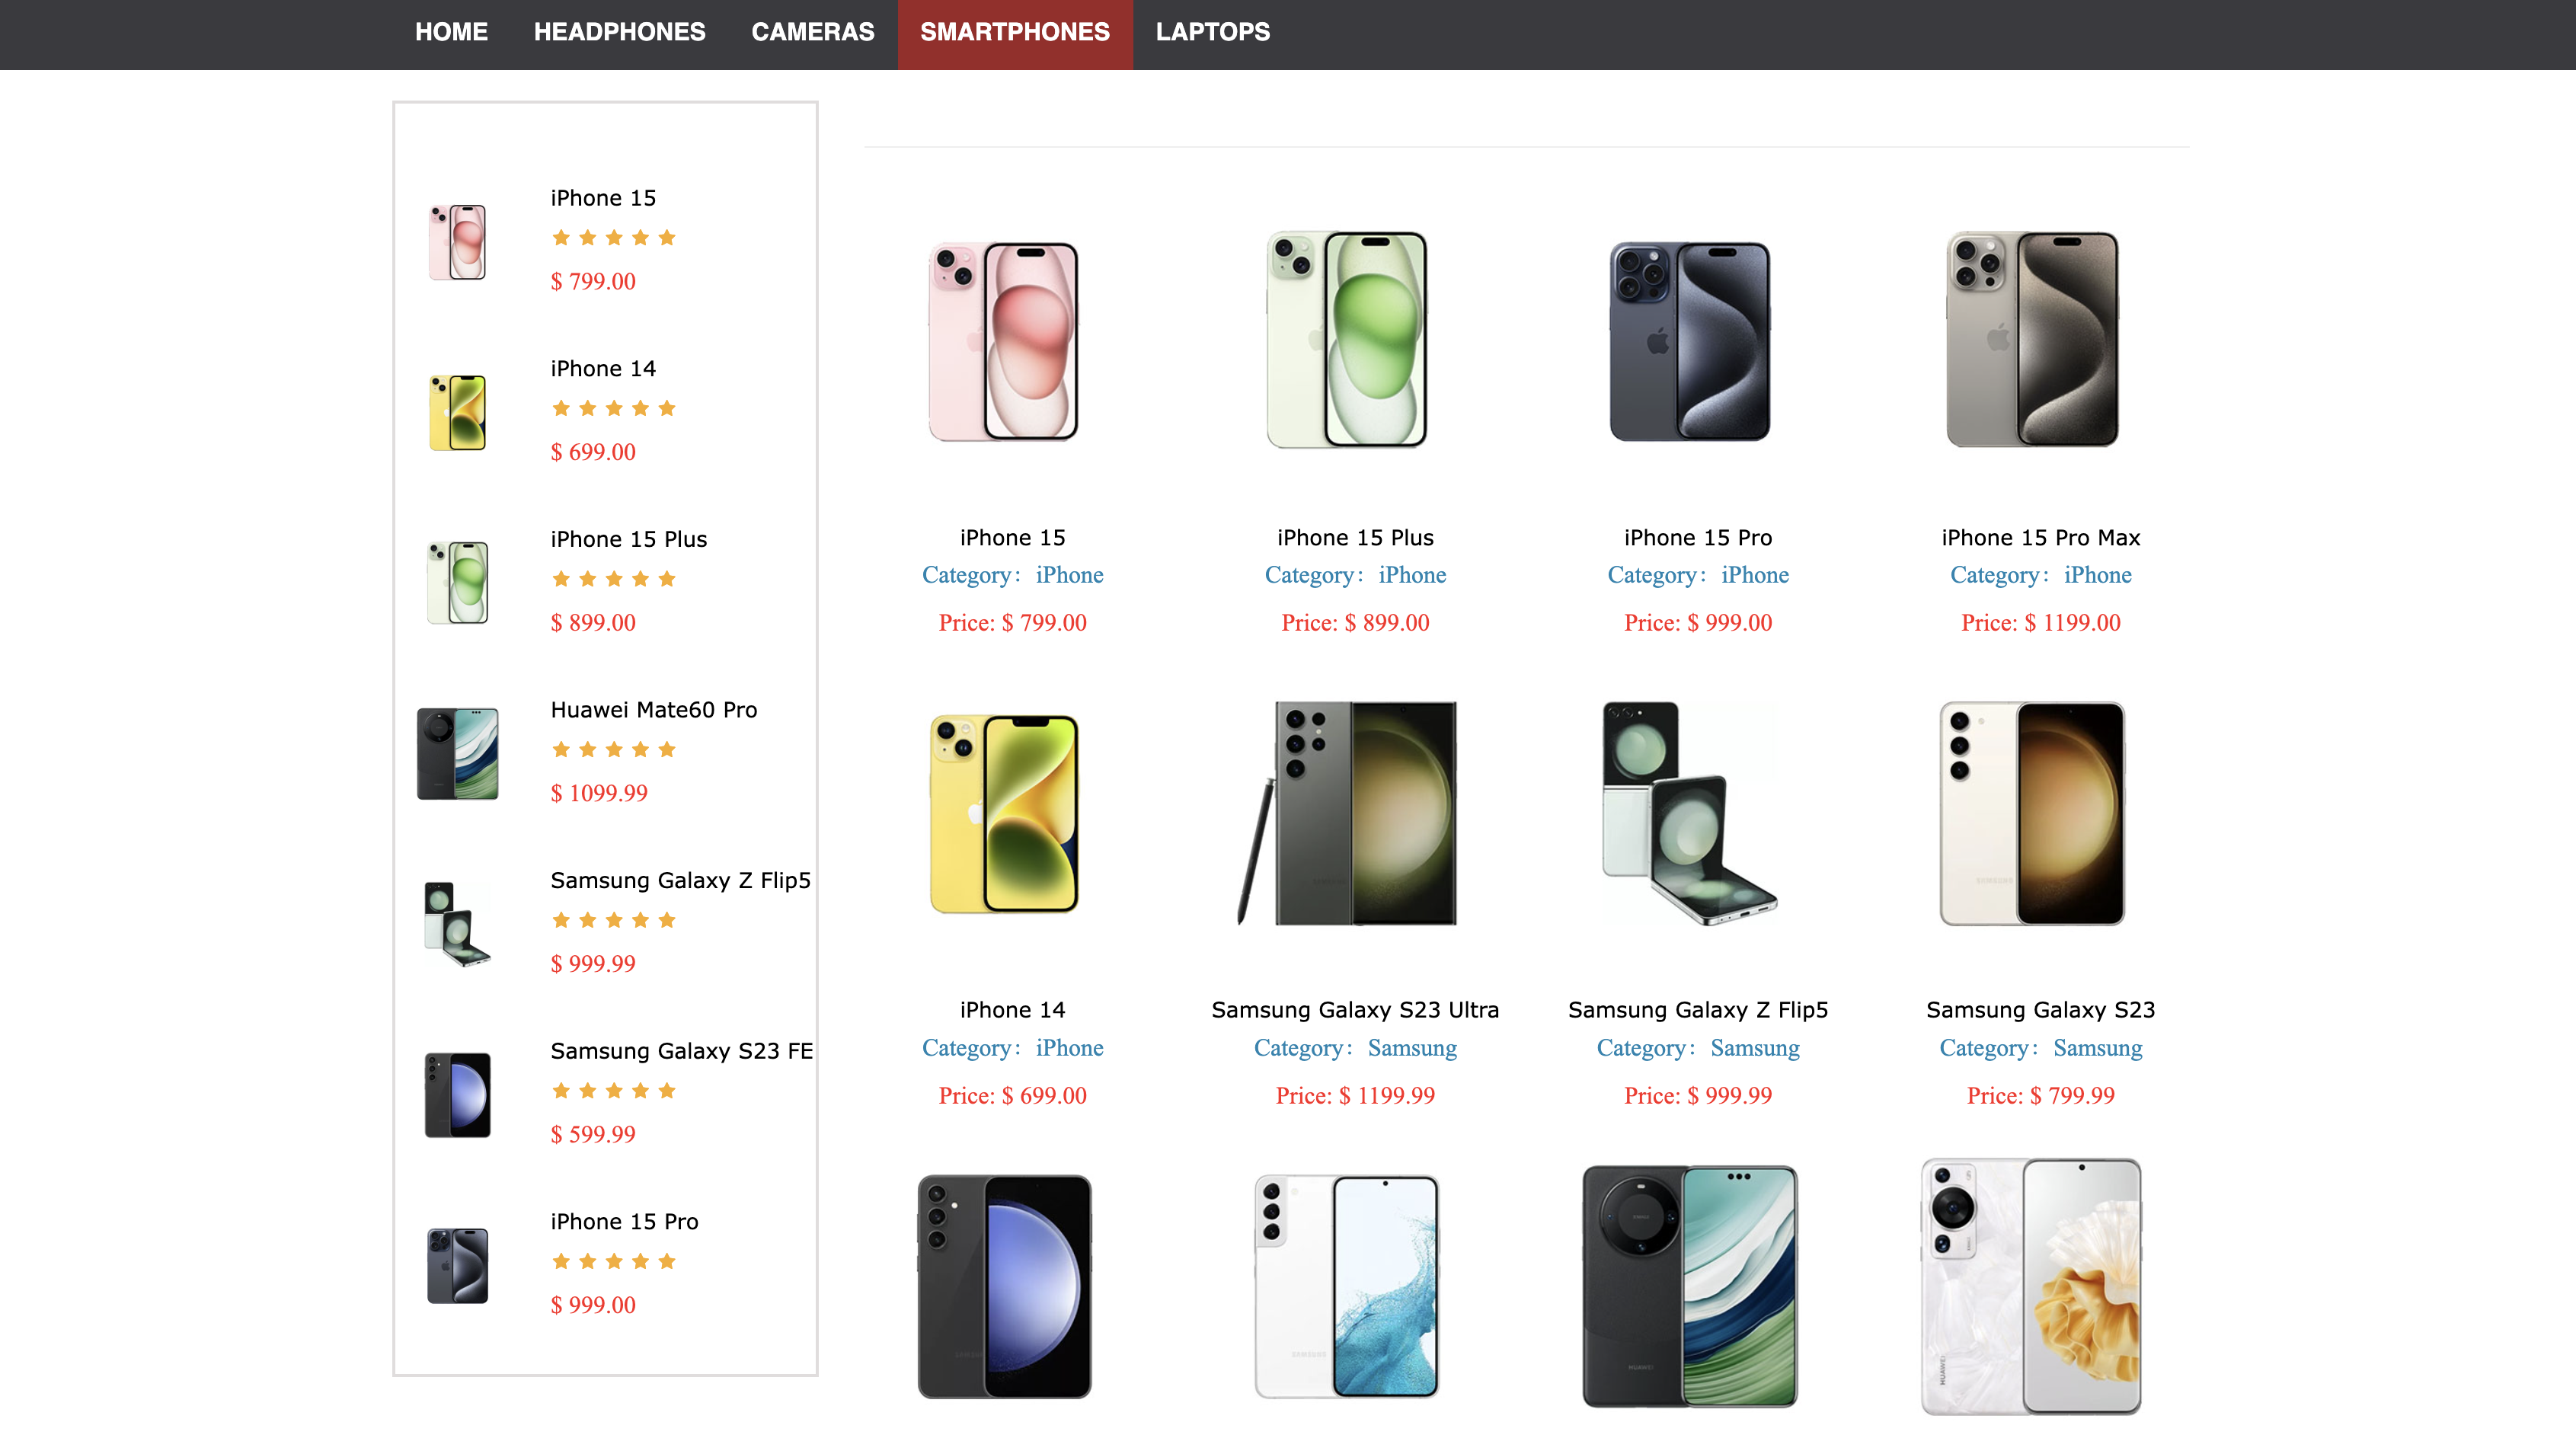 HOME HEADPHONES CAMERAS SMARTPHONES LAPTOPS
iPhone 15
$ 799.00
iPhone 14
$ 699.00
iPhone 15 Plus
$ 899.00
Huawei Mate60 Pro
$ 1099.99
Samsung Galaxy Z Flip5
$ 999.99
Samsung Galaxy S23 FE
$ 599.99
iPhone 15 Pro
$ 999.00
iPhone 15
Category： iPhone
Price: $ 799.00
iPhone 15 Plus
Category： iPhone
Price: $ 899.00
iPhone 15 Pro
Category： iPhone
Price: $ 999.00
iPhone 15 Pro Max
Category： iPhone
Price: $ 1199.00
iPhone 14
Category： iPhone
Price: $ 699.00
Samsung Galaxy S23 Ultra
Category： Samsung
Price: $ 1199.99
Samsung Galaxy Z Flip5
Category： Samsung
Price: $ 999.99
Samsung Galaxy S23
Category： Samsung
Price: $ 799.99
SAMSUNG
HUAWEI
HUAWEI